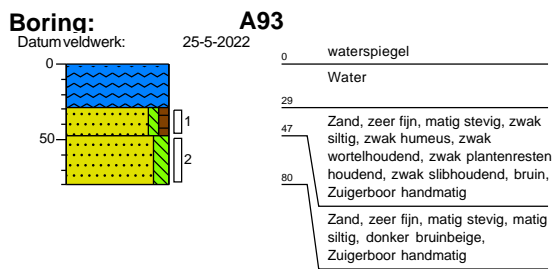 Boring: A93
Datum veldwerk: 25-5-2022
0
50
1
2
0 waterspiegel
Water
29
Zand, zeer fijn, matig stevig, zwak
47 siltig, zwak humeus, zwak
wortelhoudend, zwak plantenresten
houdend, zwak slibhoudend, bruin,
80 Zuigerboor handmatig
Zand, zeer fijn, matig stevig, matig
siltig, donker bruinbeige,
Zuigerboor handmatig